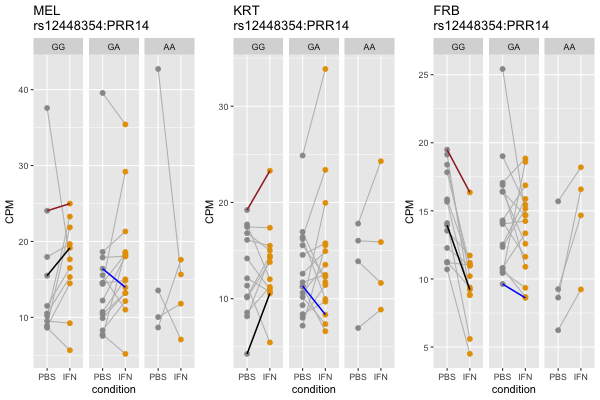 MEL
rs12448354:PRR14
GG GA AA
CPM
40
30
20
10
PBS IFN PBS IFN PBS IFN
condition
KRT
rs12448354:PRR14
GG GA AA
CPM
30
20
10
PBS IFN PBS IFN PBS IFN
condition
FRB
rs12448354:PRR14
GG GA AA
CPM
25
20
15
10
5
PBS IFN PBS IFN PBS IFN
condition